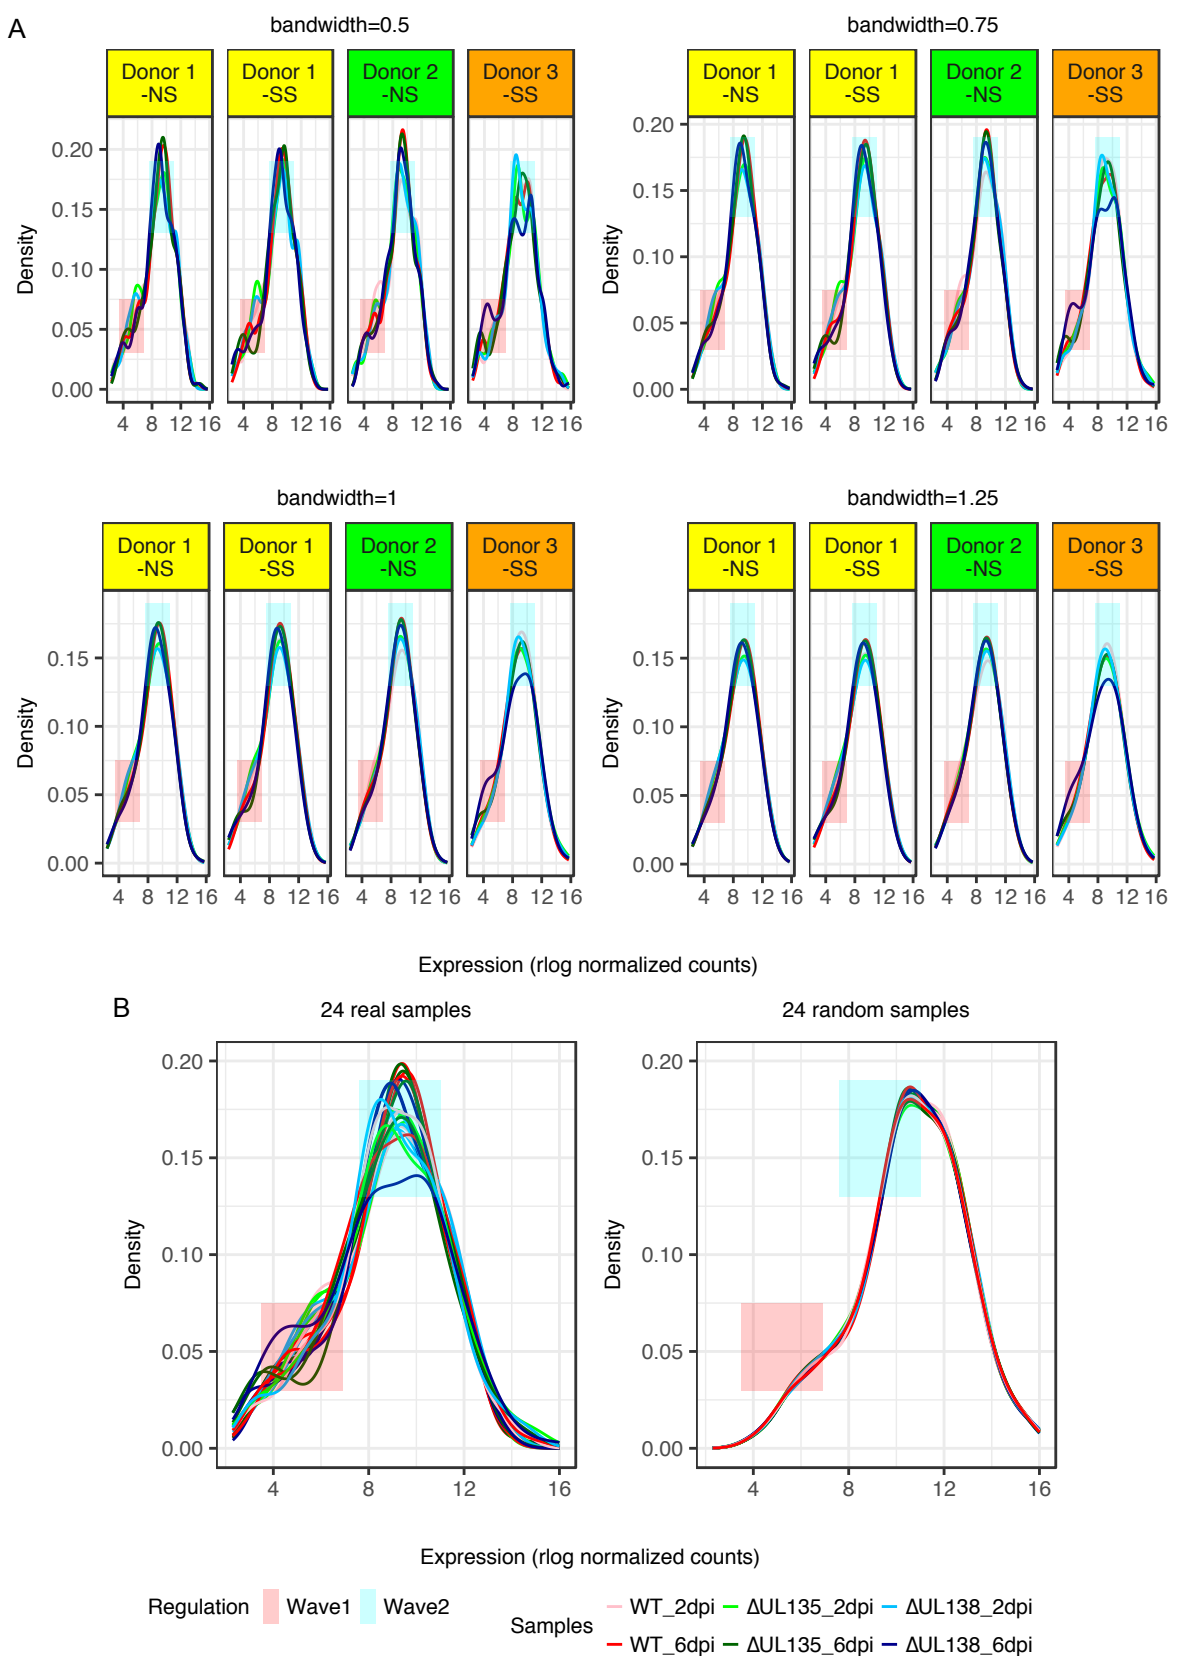 A
bandwidth=0.5
bandwidth=0.75
Donor 1 Donor 1 Donor 2 Donor 3
-NS -SS -NS -SS
Donor 1 Donor 1 Donor 2 Donor 3
-NS -SS -NS -SS
Density
0.20
0.15
0.10
0.05
0.00
4 8 12 16 4 8 12 16 4 8 12 16 4 8 12 16
Density
0.20
0.15
0.10
0.05
0.00
4 8 12 16 4 8 12 16 4 8 12 16 4 8 12 16
bandwidth=1
bandwidth=1.25
Donor 1 Donor 1 Donor 2 Donor 3
-NS -SS -NS -SS
Donor 1 Donor 1 Donor 2 Donor 3
-NS -SS -NS -SS
Density
0.15
0.10
0.05
0.00
4 8 12 16 4 8 12 16 4 8 12 16 4 8 12 16
Density
0.15
0.10
0.05
0.00
4 8 12 16 4 8 12 16 4 8 12 16 4 8 12 16
Expression (rlog normalized counts)
B
24 real samples
24 random samples
Density
0.20
0.15
0.10
0.05
0.00
4 8 12 16
Density
0.20
0.15
0.10
0.05
0.00
4 8 12 16
Expression (rlog normalized counts)
Regulation Wave1 Wave2
Samples
WT_2dpi ΔUL135_2dpi ΔUL138_2dpi
WT_6dpi ΔUL135_6dpi ΔUL138_6dpi